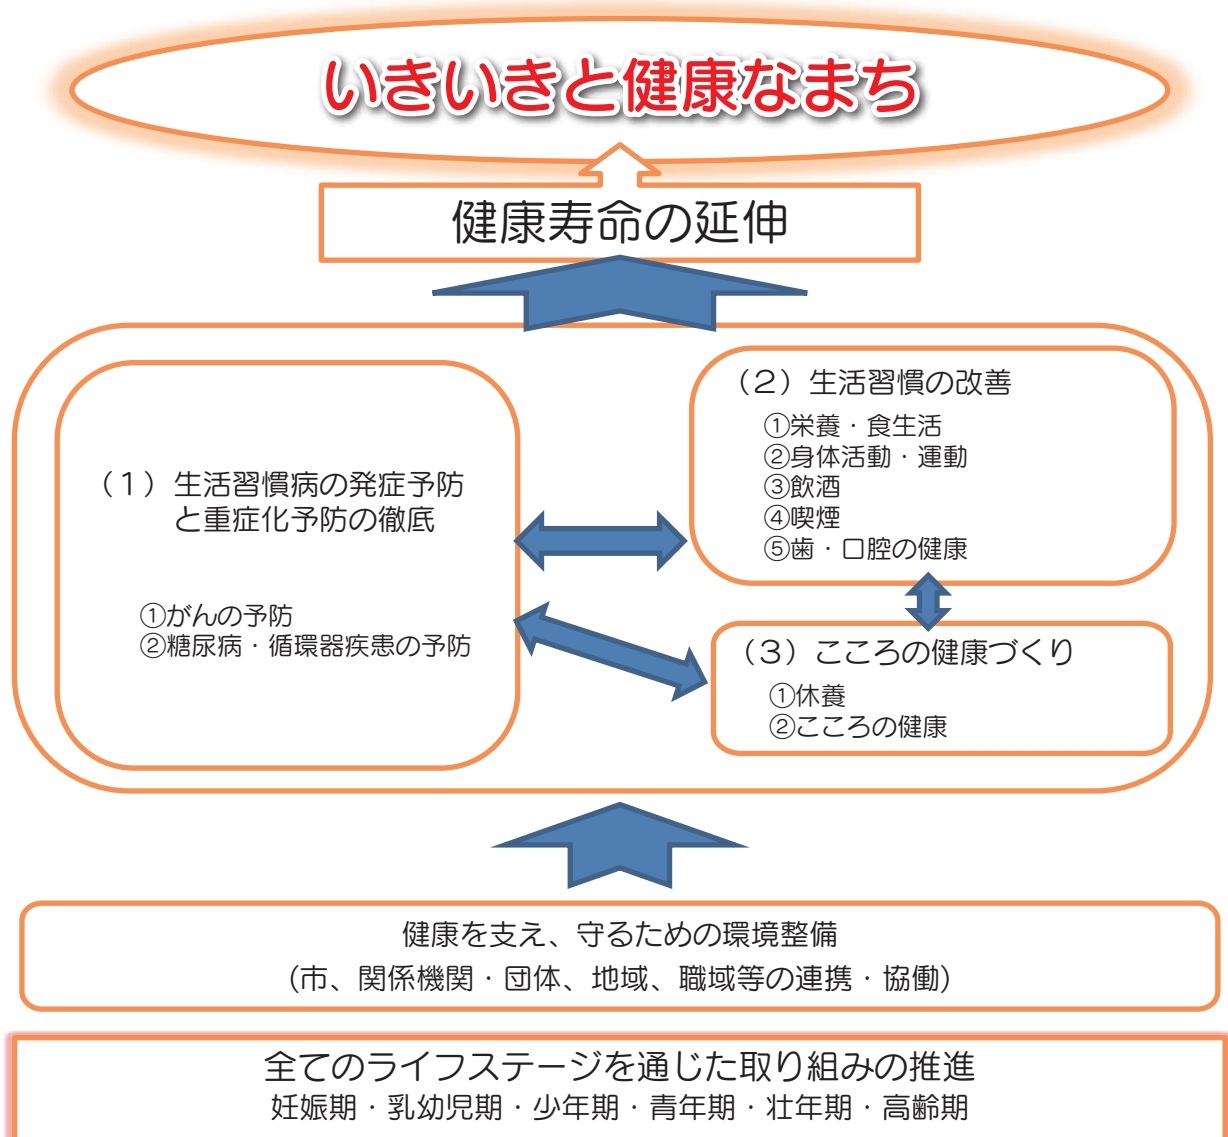 いきいきと健康なまち
健康寿命の延伸
（1）生活習慣病の発症予防
と重症化予防の徹底
①がんの予防
②糖尿病・循環器疾患の予防
（2）生活習慣の改善
①栄養・食生活
②身体活動・運動
③飲酒
④喫煙
⑤歯・口腔の健康
（3）こころの健康づくり
①休養
②こころの健康
健康を支え、守るための環境整備
（市、関係機関・団体、地域、職域等の連携・協働）
全てのライフステージを通じた取り組みの推進
妊娠期・乳幼児期・少年期・青年期・壮年期・高齢期